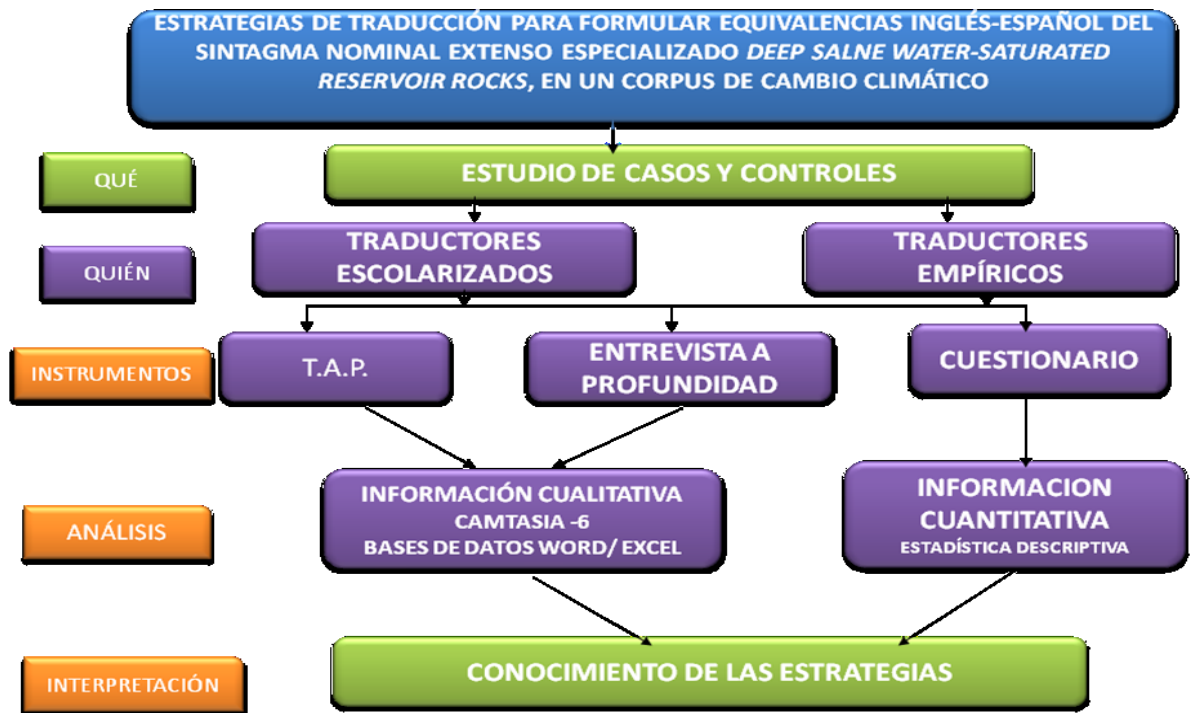 ESTRATEGIAS DE TRADUCCIÓN PARA FORMULAR EQUIVALENCIAS INGLÉS-ESPAÑOL DEL
SINTAGMA NOMINAL EXTENSO ESPECIALIZADO DEEP SALNE WATER-SATURATED
RESERVOIR ROCKS, EN UN CORPUS DE CAMBIO CLIMÁTICO
QUÉ
ESTUDIO DE CASOS Y CONTROLES
QUIÉN
TRADUCTORES
ESCOLARIZADOS
TRADUCTORES
EMPÍRICOS
INSTRUMENTOS
T.A.P.
ENTREVISTA A
PROFUNDIDAD
CUESTIONARIO
ANÁLISIS
INFORMACIÓN CUALITATIVA
CAMTASIA -6
BASES DE DATOS WORD/ EXCEL
INFORMACION
CUANTITATIVA
ESTADÍSTICA DESCRIPTIVA
INTERPRETACIÓN
CONOCIMIENTO DE LAS ESTRATEGIAS